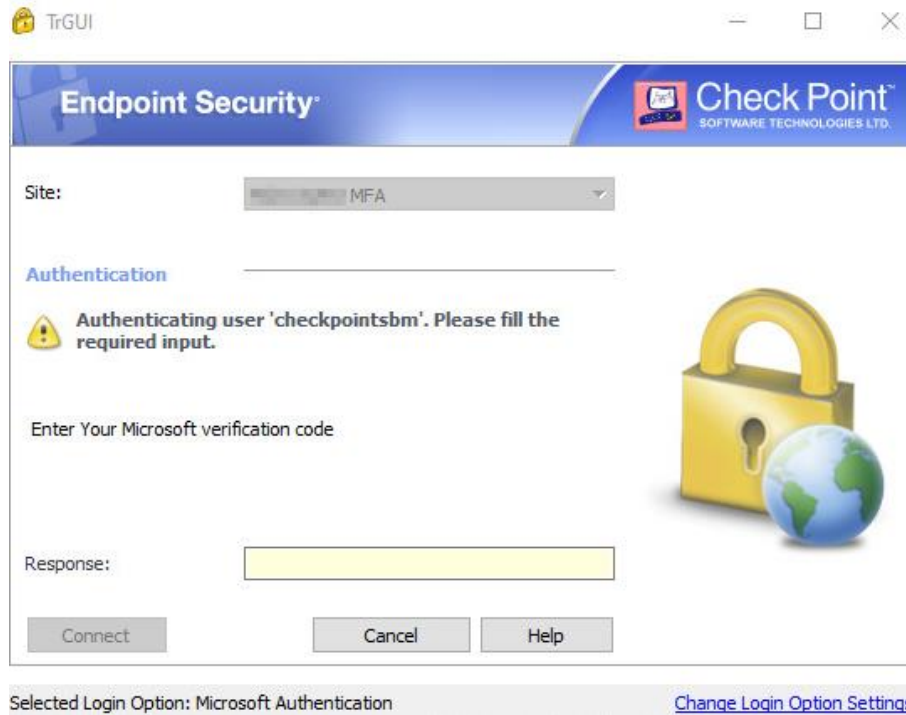 TrGUI
Endpoint Security
Check Point™
SOFTWARE TECHNOLOGIES LTD.
Site:
MFA
Authentication
Authenticating user 'checkpointsbm'. Please fill the
required input.
Enter Your Microsoft verification code
Response:
Connect Cancel Help
Selected Login Option: Microsoft Authentication Change Login Option Settings